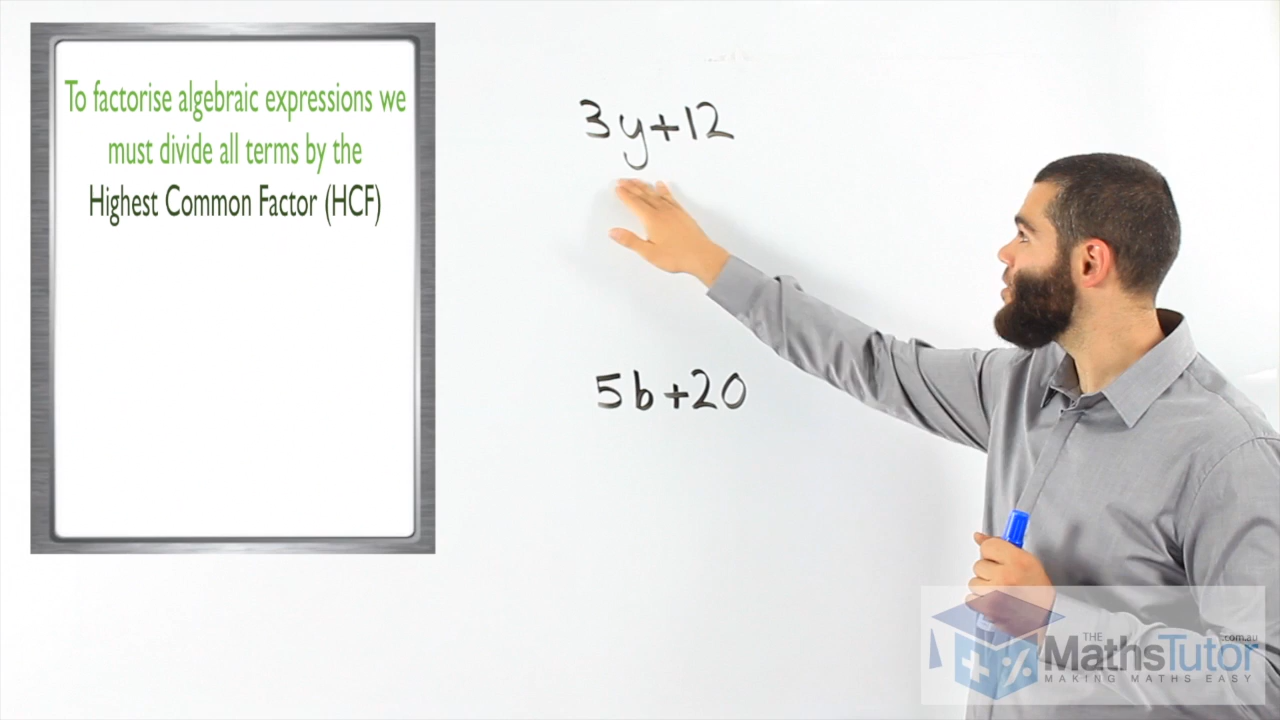 To factorise algebraic expressions we
must divide all terms by the
Highest Common Factor (HCF)
3y+12
5b+20
THE
MathsTutor
.com.au
MAKING MATHS EASY